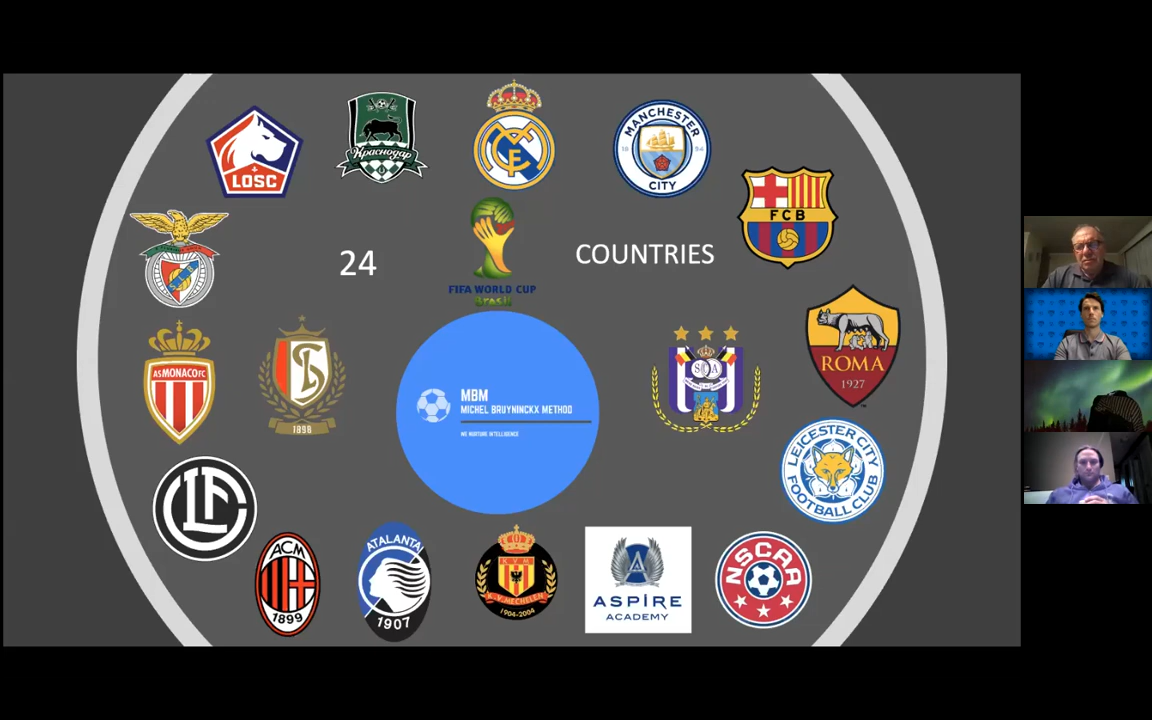 MANCHESTER
18 94
CITY
Краснодар
LOSC
FCB
24
COUNTRIES
FIFA WORLD CUP
Brasil
ROMA
1927
AS MONACO FC
1898
MBM
MICHEL BRUYNINCKX METHOD
WE NURTURE INTELLIGENCE
LEICESTER CITY
FOOTBALL CLUB
ACM
1899
ATALANTA
1907
K V M
K.V. MECHELEN
1904-2004
ASPIRE
ACADEMY
NSCAA